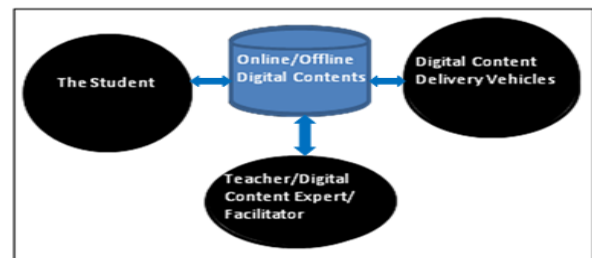 The Student
Online/Offline
Digital Contents
Digital Content
Delivery Vehicles
Teacher/Digital
Content Expert/
Facilitator